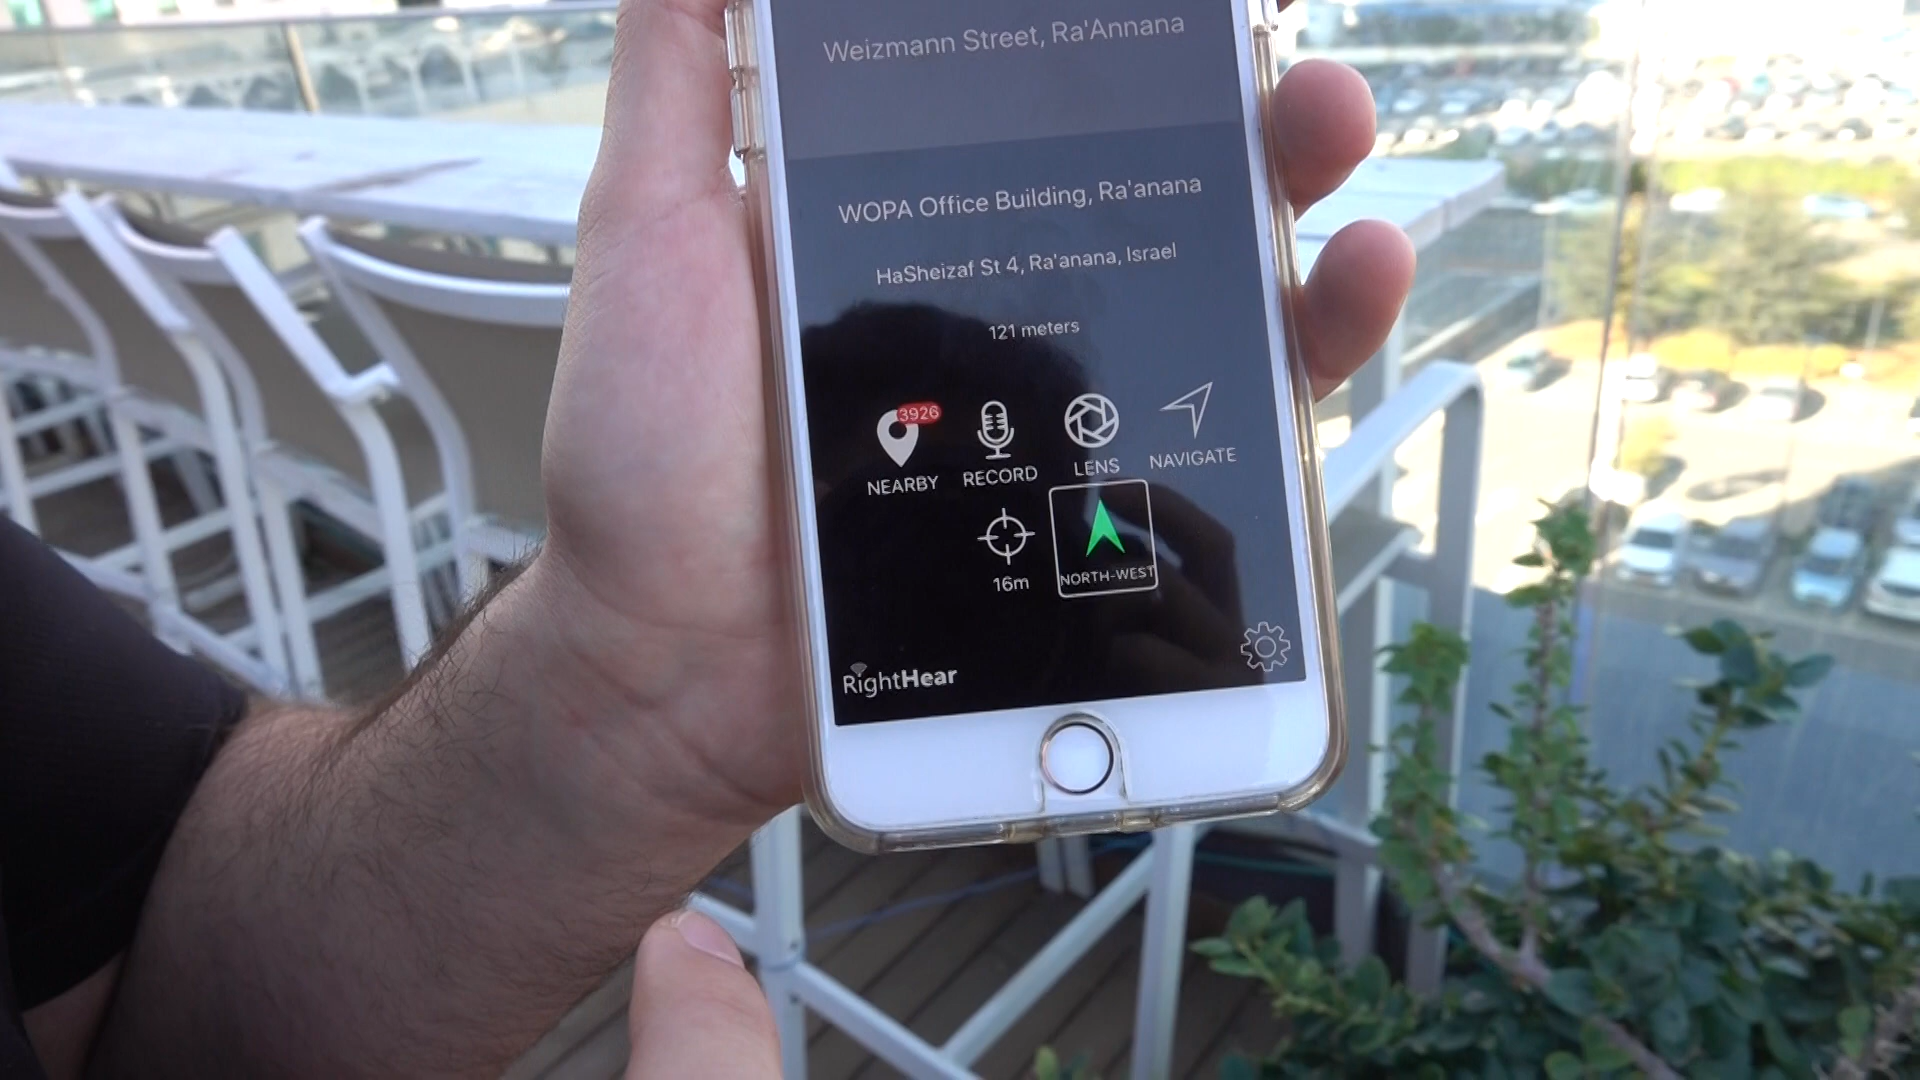 Weizmann Street, Ra'Annana
WOPA Office Building, Ra'anana
HaSheizaf St 4, Ra'anana, Israel
121 meters
3926
NEARBY
RECORD
LENS
NAVIGATE
16m
NORTH-WEST
RightHear